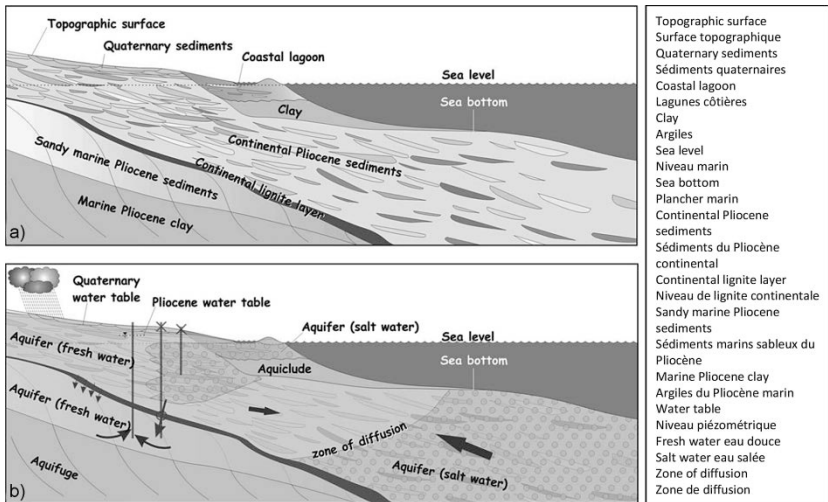 Topographic surface
Quaternary sediments
Coastal lagoon
Sea level
Sea bottom
Clay
Continental Pliocene sediments
Continental lignite layer
Sandy marine Pliocene sediments
Marine Pliocene clay
a)
Quaternary
water table
Pliocene water table
Aquifer (salt water)
Sea level
Sea bottom
Aquifer (fresh water)
Aquiclude
Aquifer (fresh water)
zone of diffusion
Aquifer (salt water)
Aquifuge
b)
Topographic surface
Surface topographique
Quaternary sediments
Sédiments quaternaires
Coastal lagoon
Lagunes côtières
Clay
Argiles
Sea level
Niveau marin
Sea bottom
Plancher marin
Continental Pliocene
sediments
Sédiments du Pliocène
continental
Continental lignite layer
Niveau de lignite continentale
Sandy marine Pliocene
sediments
Sédiments marins sableux du
Pliocène
Marine Pliocene clay
Argiles du Pliocène marin
Water table
Niveau piézométrique
Fresh water eau douce
Salt water eau salée
Zone of diffusion
Zone de diffusion